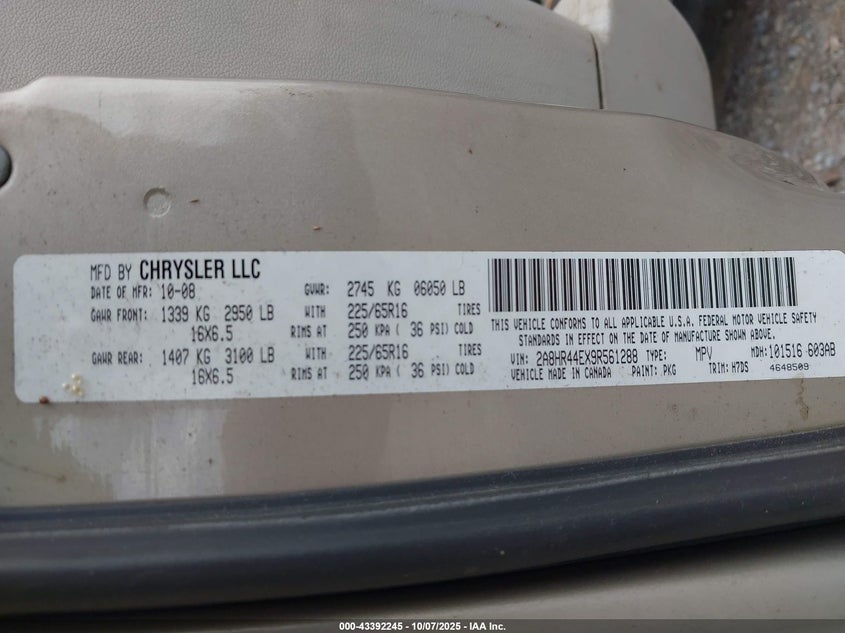 MFD BY CHRYSLER LLC
DATE OF MFR: 10-08 GVWR: 2745 KG 06050 LB
GAWR FRONT: 1339 KG 2950 LB WITH 225/65R16 TIRES
16X6.5 RIMS AT 250 KPA ( 36 PSI) COLD
GAWR REAR: 1407 KG 3100 LB WITH 225/65R16 TIRES
16X6.5 RIMS AT 250 KPA ( 36 PSI) COLD
THIS VEHICLE CONFORMS TO ALL APPLICABLE U.S.A. FEDERAL MOTOR VEHICLE SAFETY
STANDARDS IN EFFECT ON THE DATE OF MANUFACTURE SHOWN ABOVE.
VIN: 2A8HR44EX9R561288 TYPE: MPV MDH:101516 603AB
VEHICLE MADE IN CANADA PAINT: .PKG TRIM: H7DS 4648509
000-43392245 - 10/07/2025 - IAA Inc.